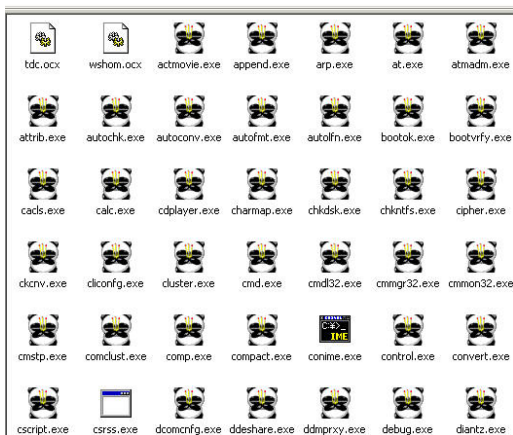 tdc.ocx wshom.ocx actmovie.exe append.exe arp.exe at.exe atmadm.exe
attrib.exe autochk.exe autoconv.exe autofmt.exe autolfn.exe bootok.exe bootvrfy.exe
cacls.exe calc.exe cdplayer.exe charmap.exe chkdsk.exe chkntfs.exe cipher.exe
ckcnv.exe cliconfg.exe cluster.exe cmd.exe cmdl32.exe cmmgr32.exe cmmon32.exe
C:¥>_
IME
cmstp.exe comclust.exe comp.exe compact.exe conime.exe control.exe convert.exe
cscript.exe csrss.exe dcomcnfg.exe ddeshare.exe ddmprxy.exe debug.exe diantz.exe